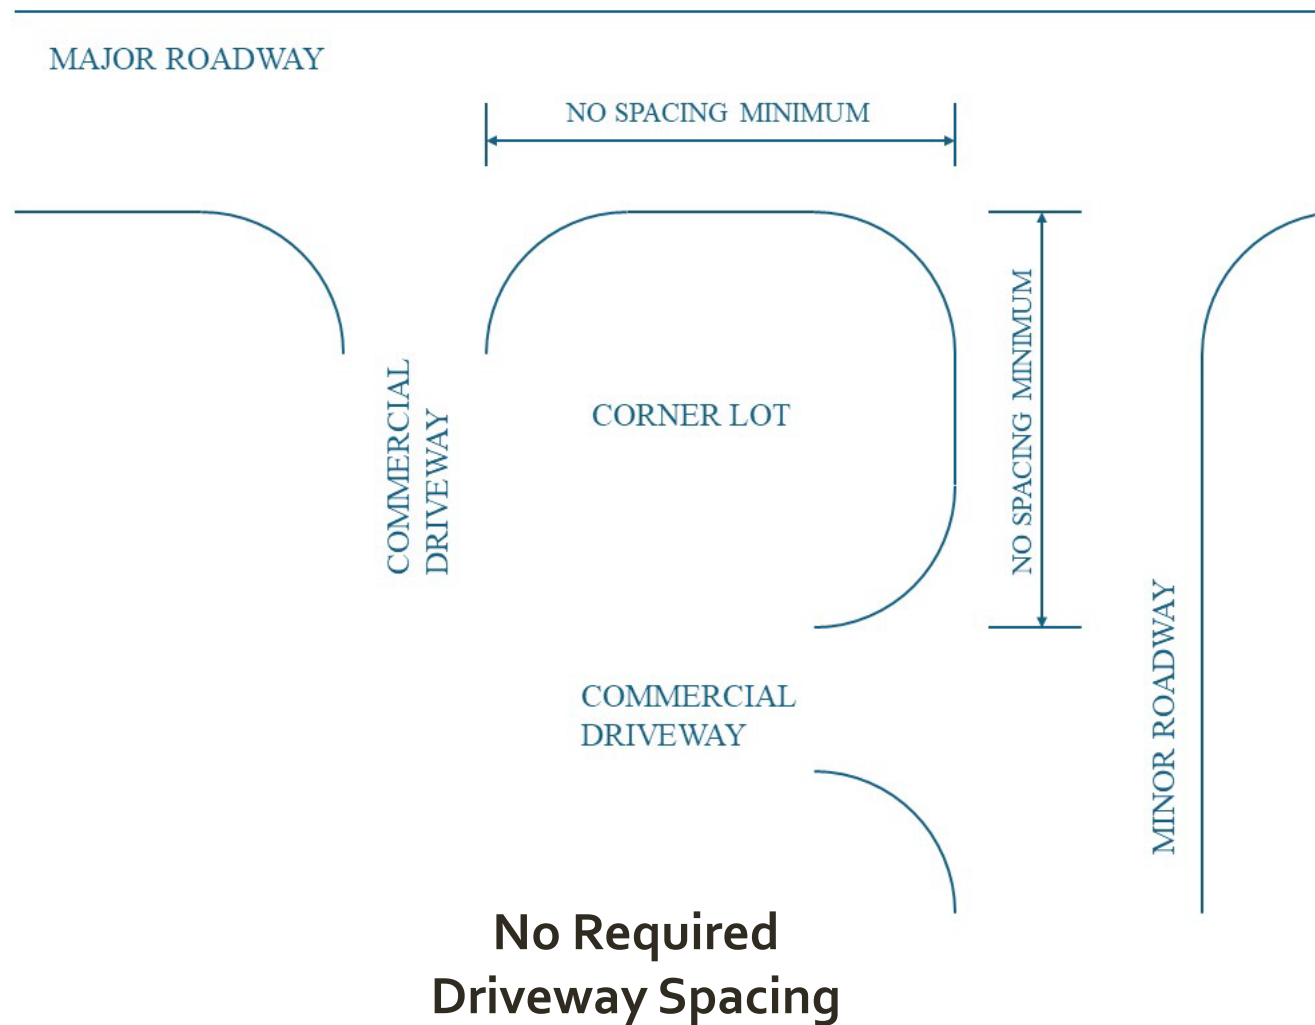 MAJOR ROADWAY
NO SPACING MINIMUM
NO SPACING MINIMUM
COMMERCIAL
DRIVEWAY
CORNER LOT
COMMERCIAL
DRIVEWAY
MINOR ROADWAY
No Required
Driveway Spacing